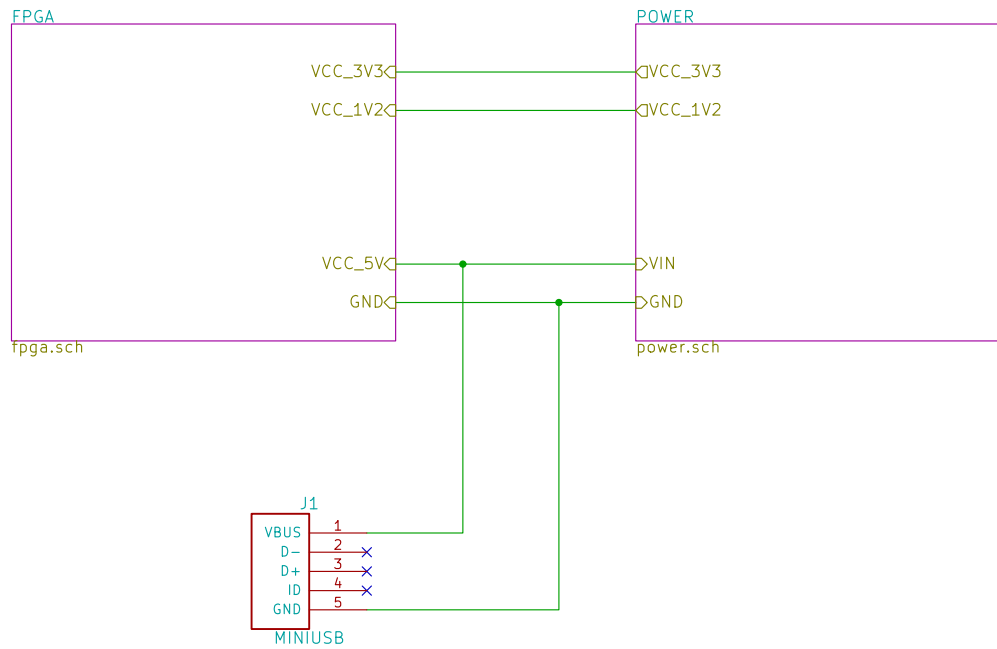 FPGA
POWER
VCC_3V3
VCC_3V3
VCC_1V2
VCC_1V2
VCC_5V
VIN
GND
GND
fpga.sch
power.sch
J1
VBUS 1
D- 2
D+ 3
ID 4
GND 5
MINIUSB